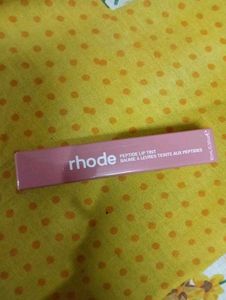 rhode
PEPTIDE LIP TINT
BAUME À LÈVRES TEINTÉ AUX PEPTIDES